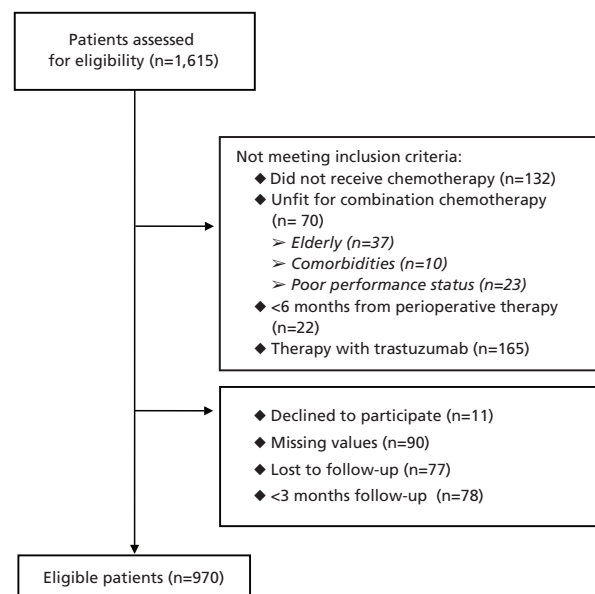 Patients assessed
for eligibility (n=1,615)
Not meeting inclusion criteria:
◆ Did not receive chemotherapy (n=132)
◆ Unfit for combination chemotherapy
(n= 70)
➢ Elderly (n=37)
➢ Comorbidities (n=10)
➢ Poor performance status (n=23)
◆ <6 months from perioperative therapy
(n=22)
◆ Therapy with trastuzumab (n=165)
◆ Declined to participate (n=11)
◆ Missing values (n=90)
◆ Lost to follow-up (n=77)
◆ <3 months follow-up (n=78)
Eligible patients (n=970)